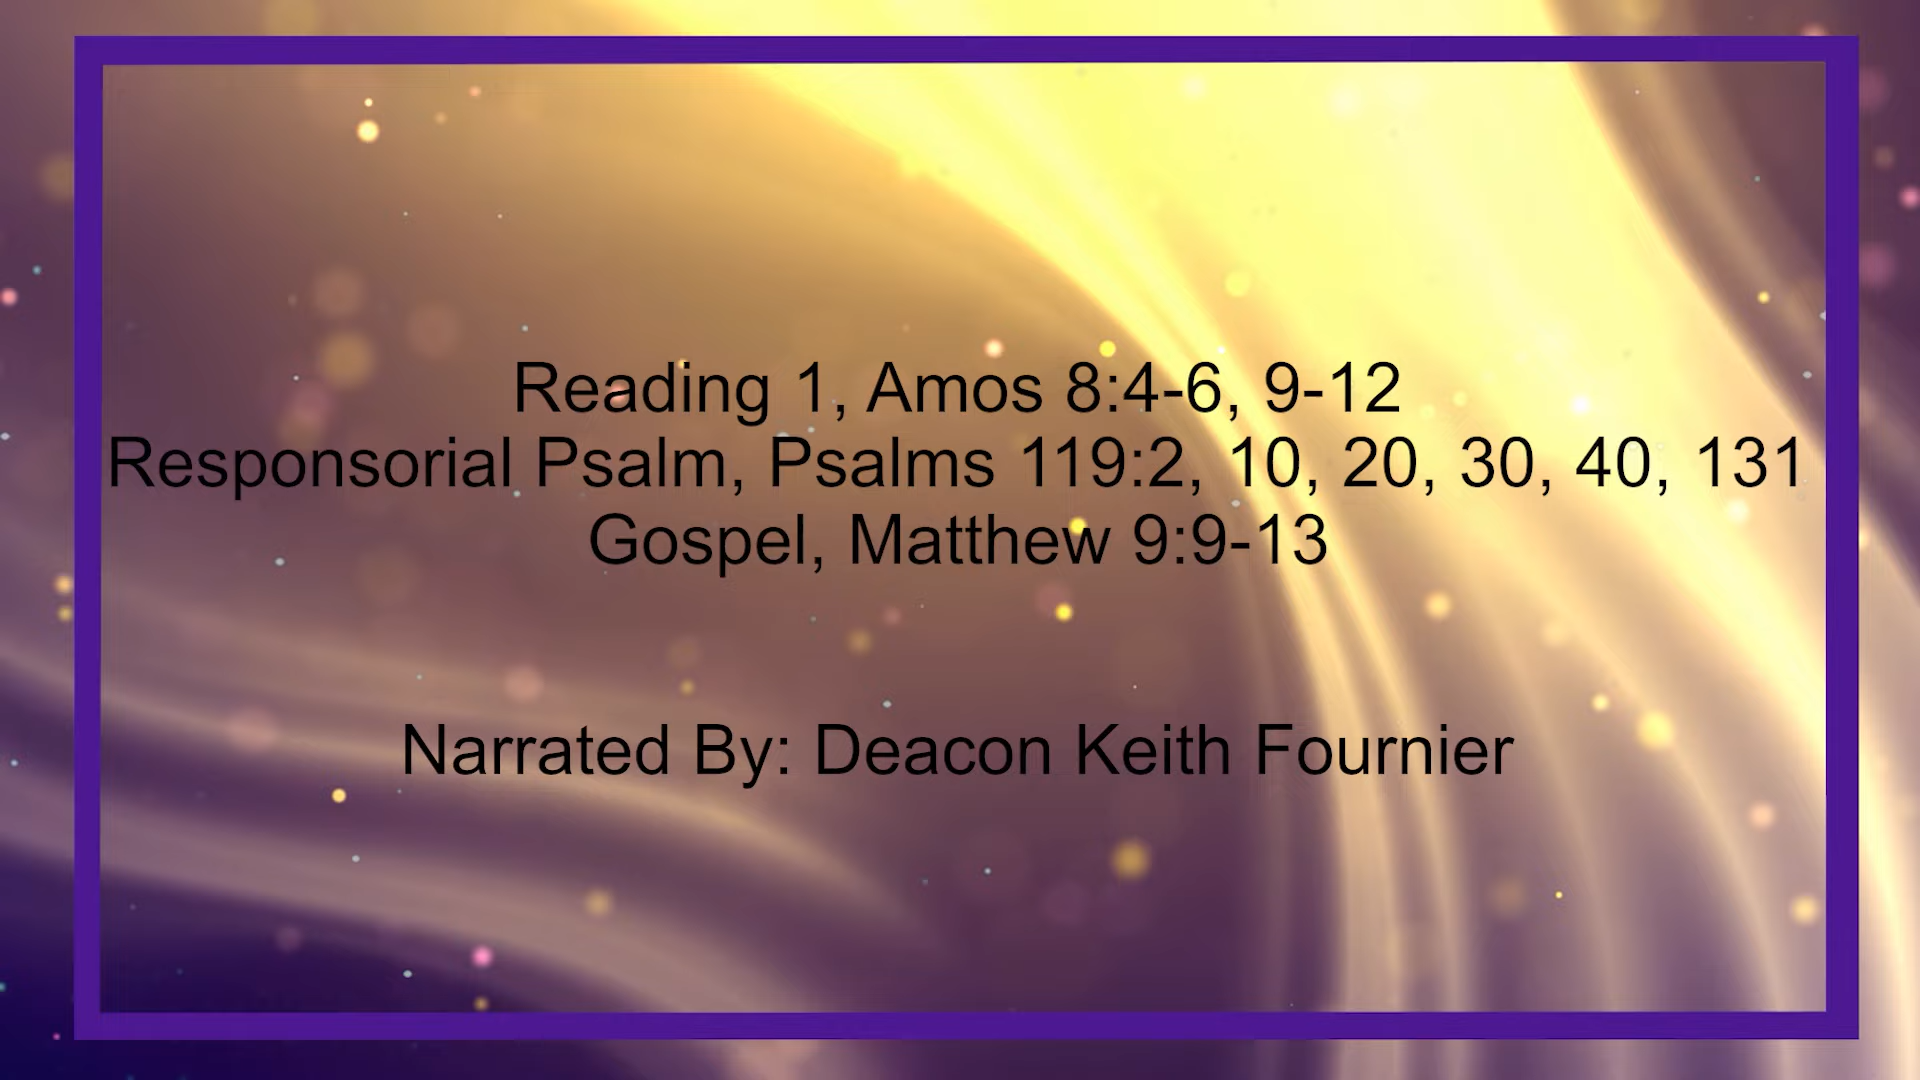 Reading 1, Amos 8:4-6, 9-12
Responsorial Psalm, Psalms 119:2, 10, 20, 30, 40, 131
Gospel, Matthew 9:9-13
Narrated By: Deacon Keith Fournier